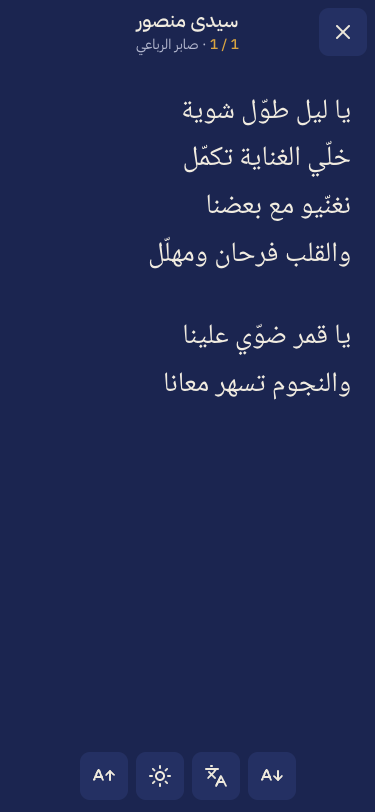 سيدي منصور
صابر الرباعي · 1 / 1
يا ليل طوّل شوية
خلّي الغناية تكمّل
نغنّيو مع بعضنا
والقلب فرحان ومهلّل
يا قمر ضوّي علينا
والنجوم تسهر معانا
A↑
A↓